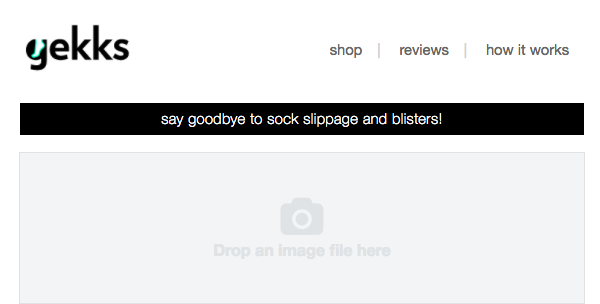 yekks
shop | reviews | how it works
say goodbye to sock slippage and blisters!
Drop an image file here